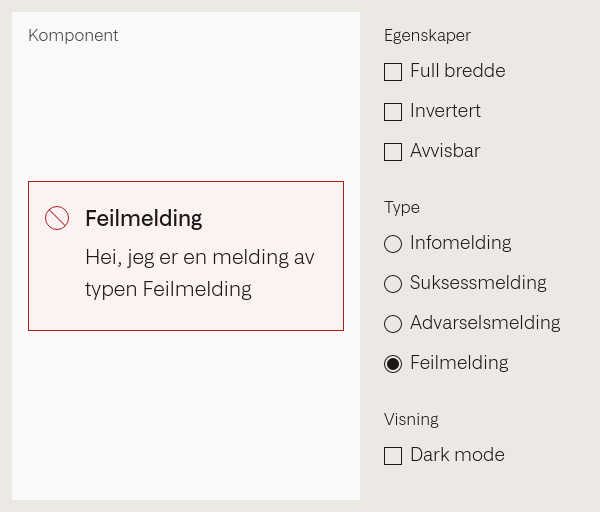 Komponent
Feilmelding
Hei, jeg er en melding av
typen Feilmelding
Egenskaper
Full bredde
Invertert
Avvisbar
Type
Infomelding
Suksessmelding
Advarselsmelding
Feilmelding
Visning
Dark mode